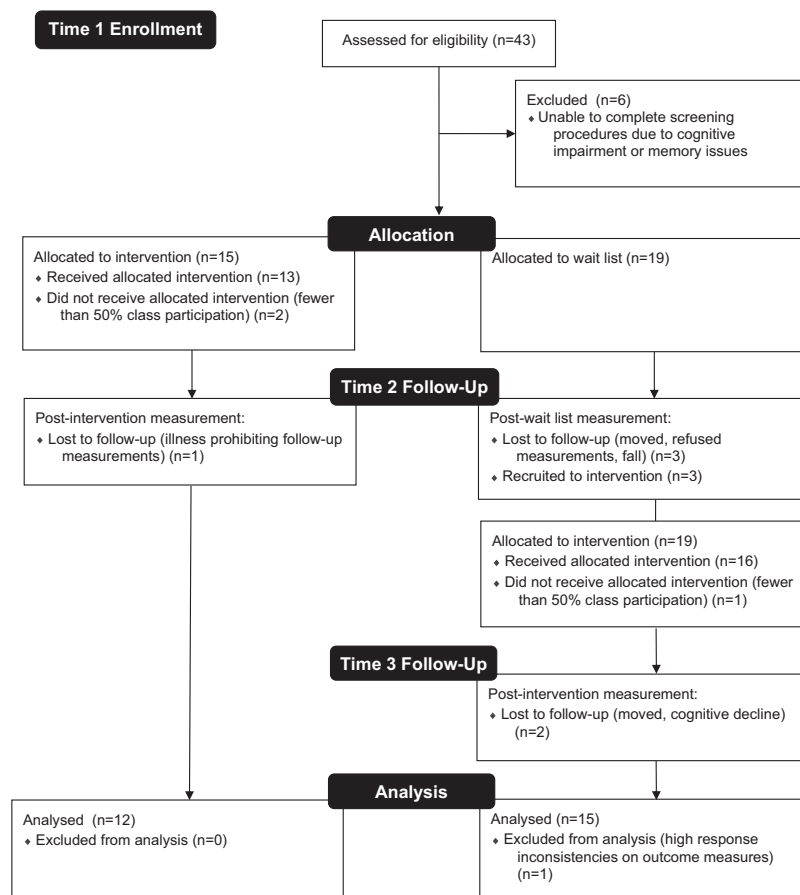 Time 1 Enrollment
Assessed for eligibility (n=43)
Excluded (n=6)
⬧ Unable to complete screening
procedures due to cognitive
impairment or memory issues
Allocation
Allocated to intervention (n=15)
⬧ Received allocated intervention (n=13)
⬧ Did not receive allocated intervention (fewer
than 50% class participation) (n=2)
Allocated to wait list (n=19)
Time 2 Follow-Up
Post-intervention measurement:
⬧ Lost to follow-up (illness prohibiting follow-up
measurements) (n=1)
Post-wait list measurement:
⬧ Lost to follow-up (moved, refused
measurements, fall) (n=3)
⬧ Recruited to intervention (n=3)
Allocated to intervention (n=19)
⬧ Received allocated intervention (n=16)
⬧ Did not receive allocated intervention (fewer
than 50% class participation) (n=1)
Time 3 Follow-Up
Post-intervention measurement:
⬧ Lost to follow-up (moved, cognitive decline)
(n=2)
Analysis
Analysed (n=12)
⬧ Excluded from analysis (n=0)
Analysed (n=15)
⬧ Excluded from analysis (high response
inconsistencies on outcome measures)
(n=1)